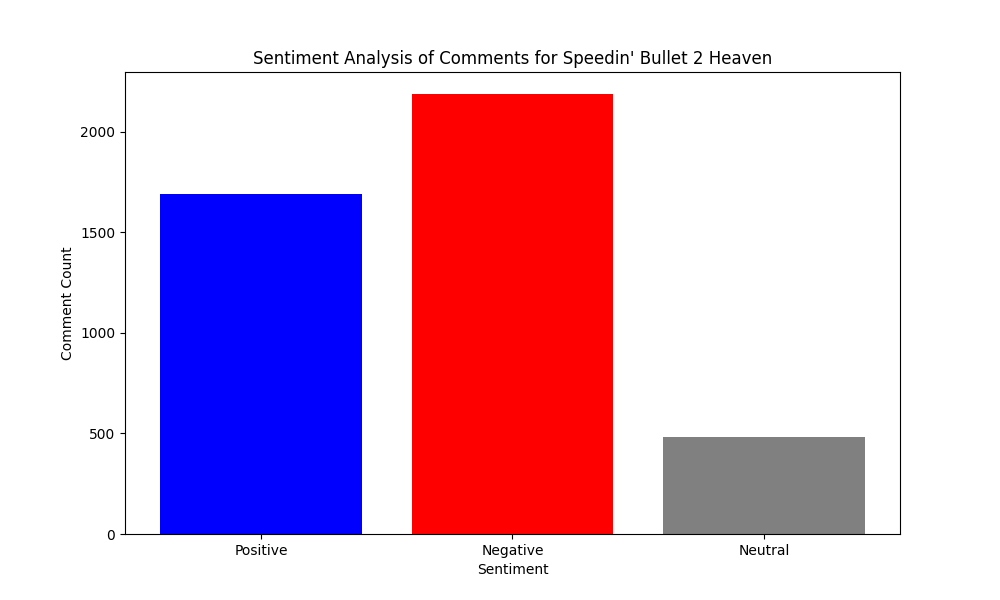 Sentiment Analysis of Comments for Speedin' Bullet 2 Heaven
Comment Count
2000
1500
1000
500
0
Positive Negative Neutral
Sentiment